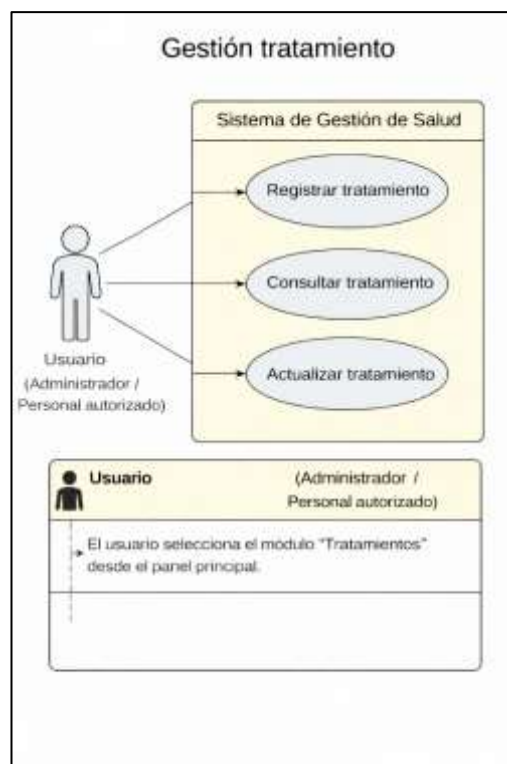 Gestión tratamiento
Sistema de Gestión de Salud
Registrar tratamiento
Consultar tratamiento
Actualizar tratamiento
Usuario
(Administrador /
Personal autorizado)
Usuario (Administrador /
Personal autorizado)
El usuario selecciona el módulo "Tratamientos"
desde el panel principal.